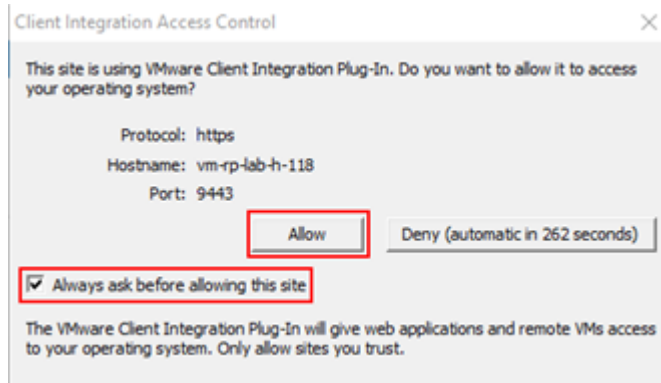 Client Integration Access Control
This site is using VMware Client Integration Plug-In. Do you want to allow it to access
your operating system?
Protocol: https
Hostname: vm-rp-lab-h-118
Port: 9443
Allow
Deny (automatic in 262 seconds)
Always ask before allowing this site
The VMware Client Integration Plug-In will give web applications and remote VMs access
to your operating system. Only allow sites you trust.